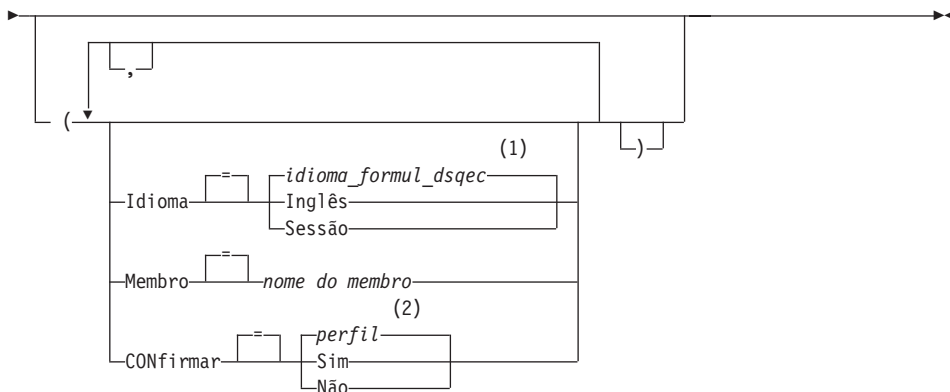 ,
(
)
(1)
idioma_formul_dsqec
Idioma = Inglês
Sessão
=
Membro nome do membro
(2)
= perfil
CONfirmar Sim
Não